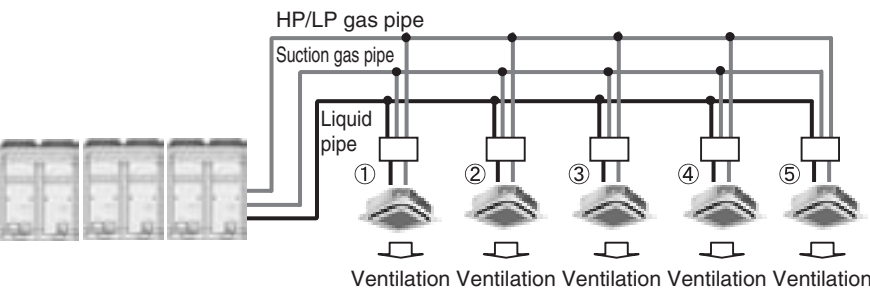 HP/LP gas pipe
Suction gas pipe
Liquid
pipe
① ② ③ ④ ⑤
Ventilation Ventilation Ventilation Ventilation Ventilation